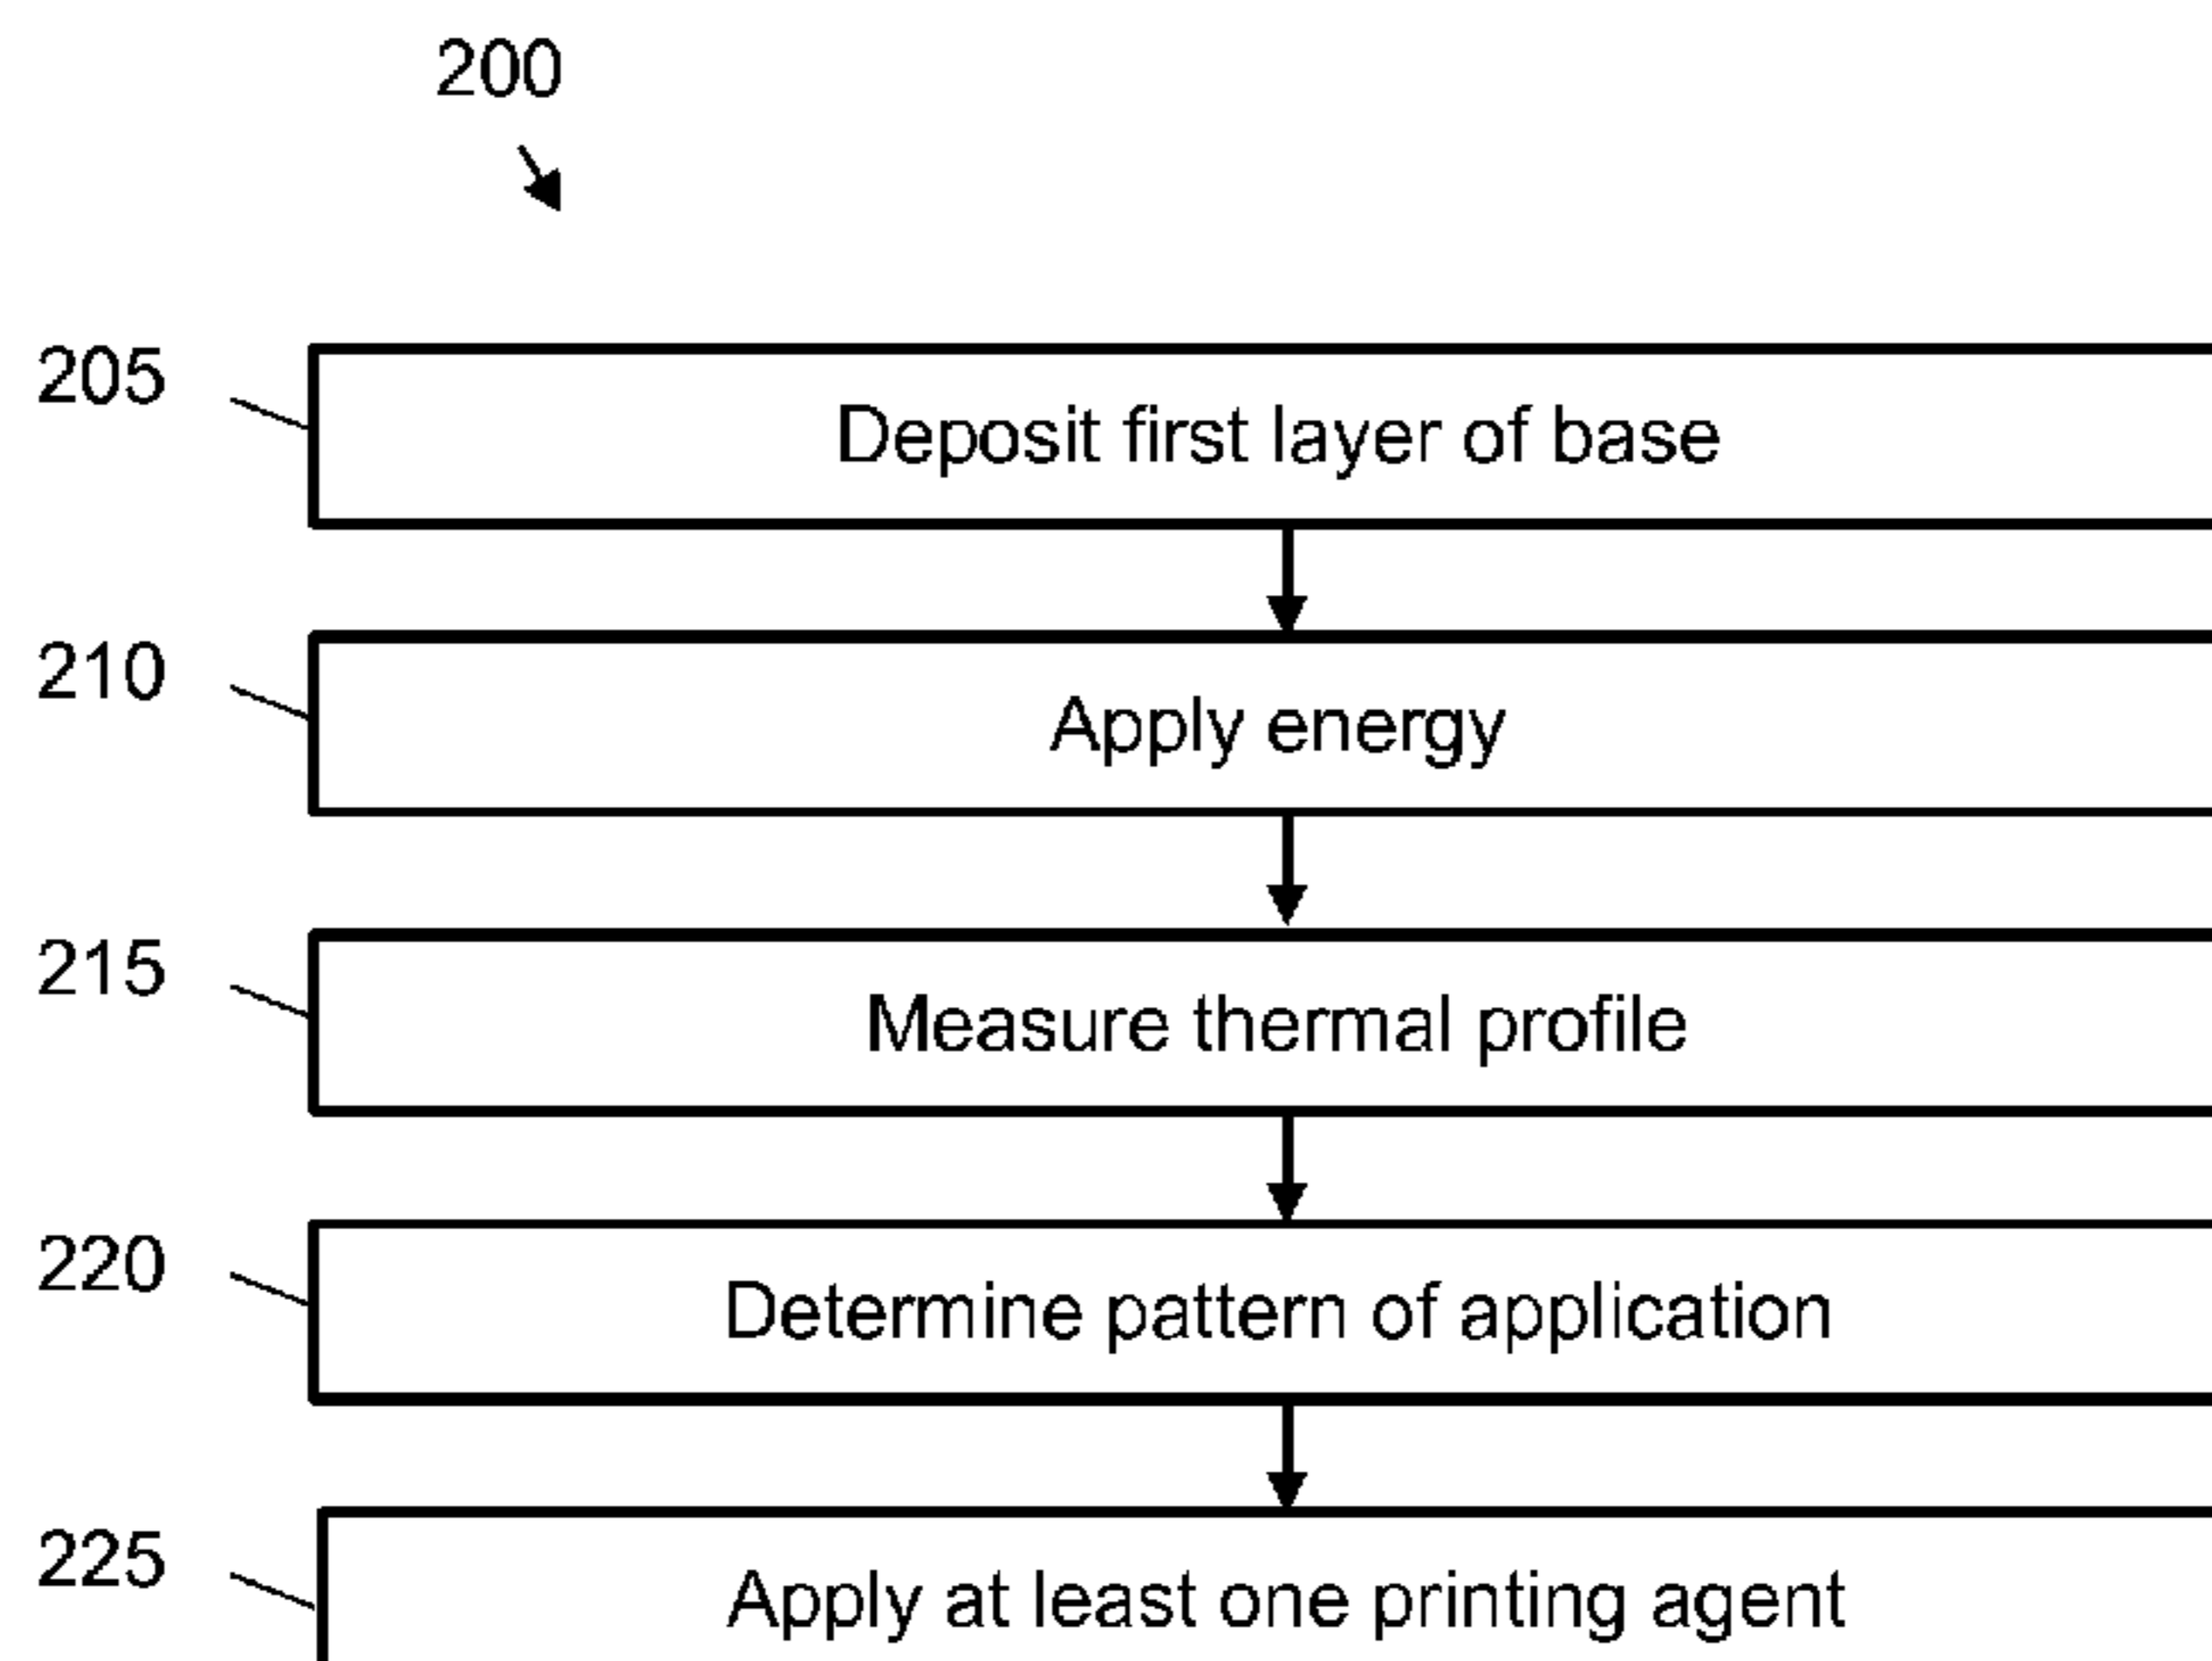 200
205
Deposit first layer of base
210
Apply energy
215
Measure thermal profile
220
Determine pattern of application
225
Apply at least one printing agent